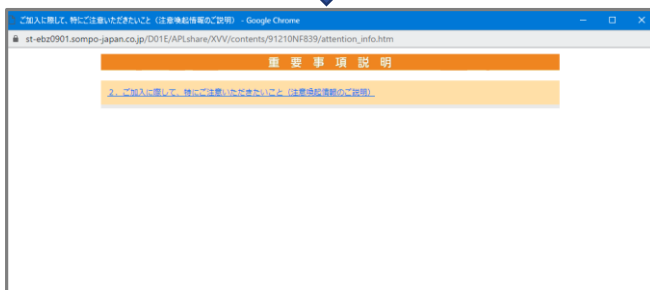 ご加入に際して、特にご注意いただきたいこと（注意喚起情報のご説明） - Google Chrome
st-ebz0901.sompo-japan.co.jp/D01E/APLshare/XVV/contents/91210NF839/attention_info.htm
重要事項説明
2．ご加入に際して、特にご注意いただきたいこと（注意喚起情報のご説明）